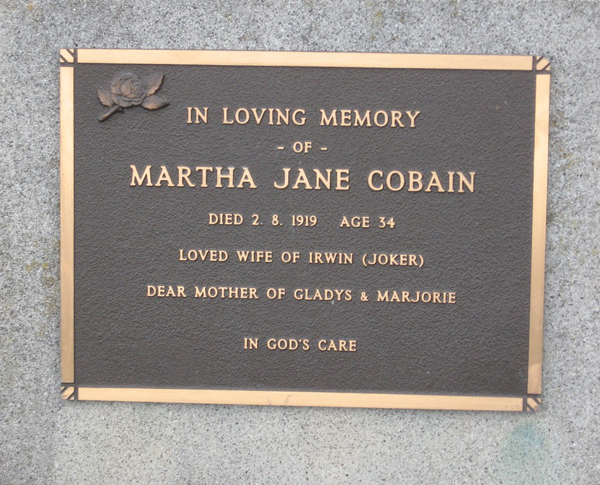 IN LOVING MEMORY
- OF -
MARTHA JANE COBAIN
DIED 2. 8. 1919 AGE 34
LOVED WIFE OF IRWIN (JOKER)
DEAR MOTHER OF GLADYS & MARJORIE
IN GOD'S CARE